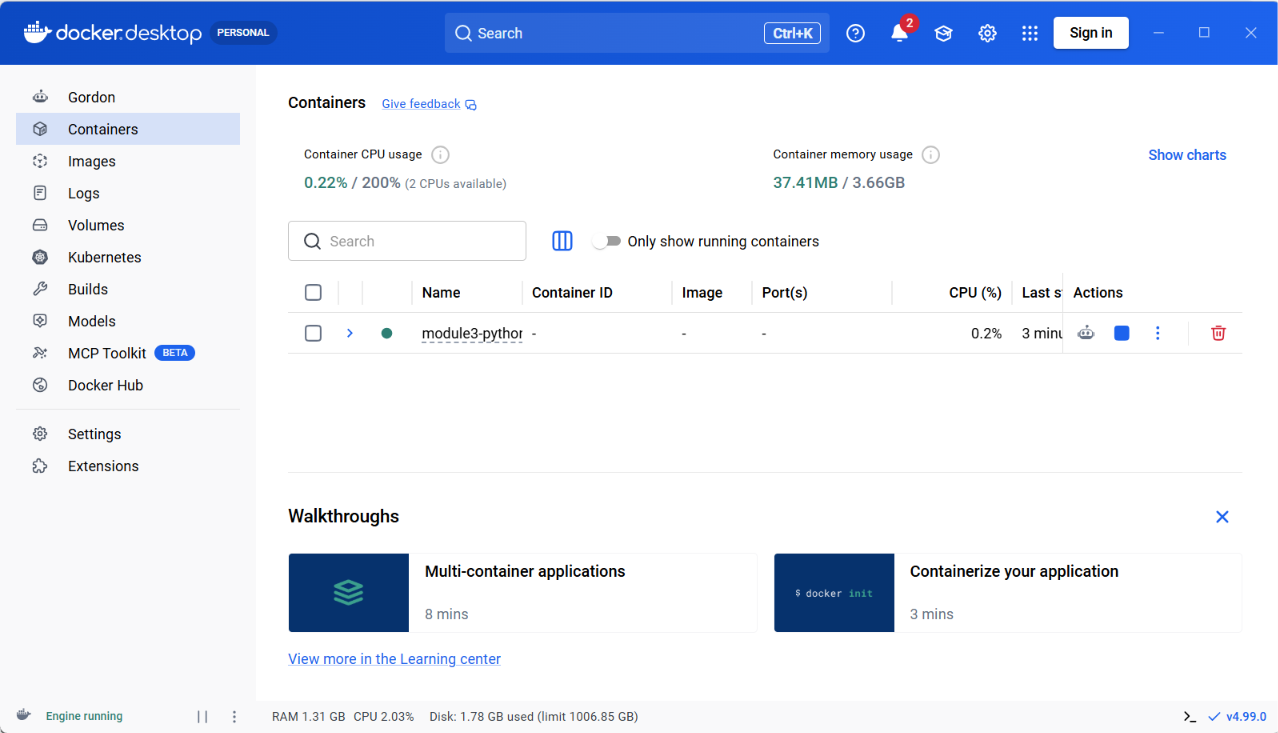 docker.desktop PERSONAL Search Ctrl+K 2 Sign in
Gordon
Containers
Images
Logs
Volumes
Kubernetes
Builds
Models
MCP Toolkit BETA
Docker Hub
Settings
Extensions
Containers Give feedback
Container CPU usage
0.22% / 200% (2 CPUs available)
Container memory usage
37.41MB / 3.66GB
Show charts
Search
Only show running containers
Name Container ID Image Port(s) CPU (%) Last s Actions
module3-python - - - 0.2% 3 minu
Walkthroughs
Multi-container applications
8 mins
$ docker init
Containerize your application
3 mins
View more in the Learning center
Engine running RAM 1.31 GB CPU 2.03% Disk: 1.78 GB used (limit 1006.85 GB) v4.99.0